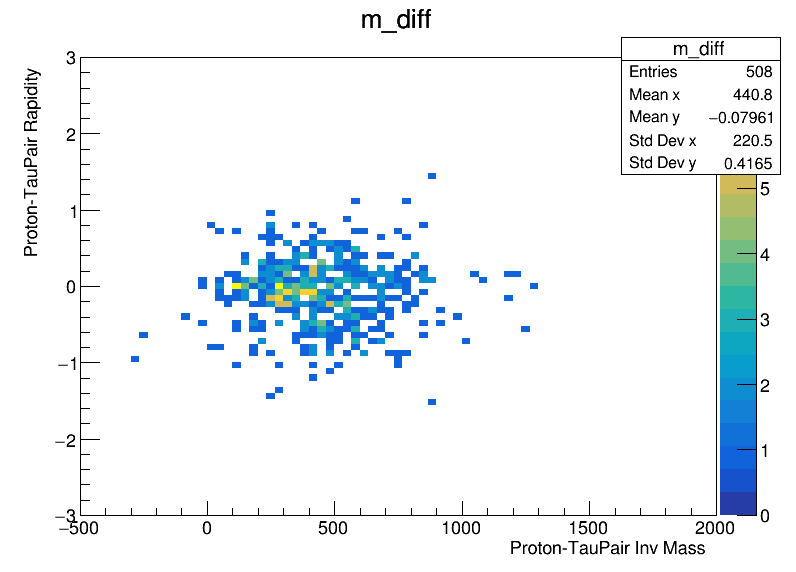 m_diff
m_diff
Entries 508
Mean x 440.8
Mean y −0.07961
Std Dev x 220.5
Std Dev y 0.4165
Proton-TauPair Rapidity
3
2
1
0
−1
−2
−3
5
4
3
2
1
0
−500 0 500 1000 1500 2000
Proton-TauPair Inv Mass